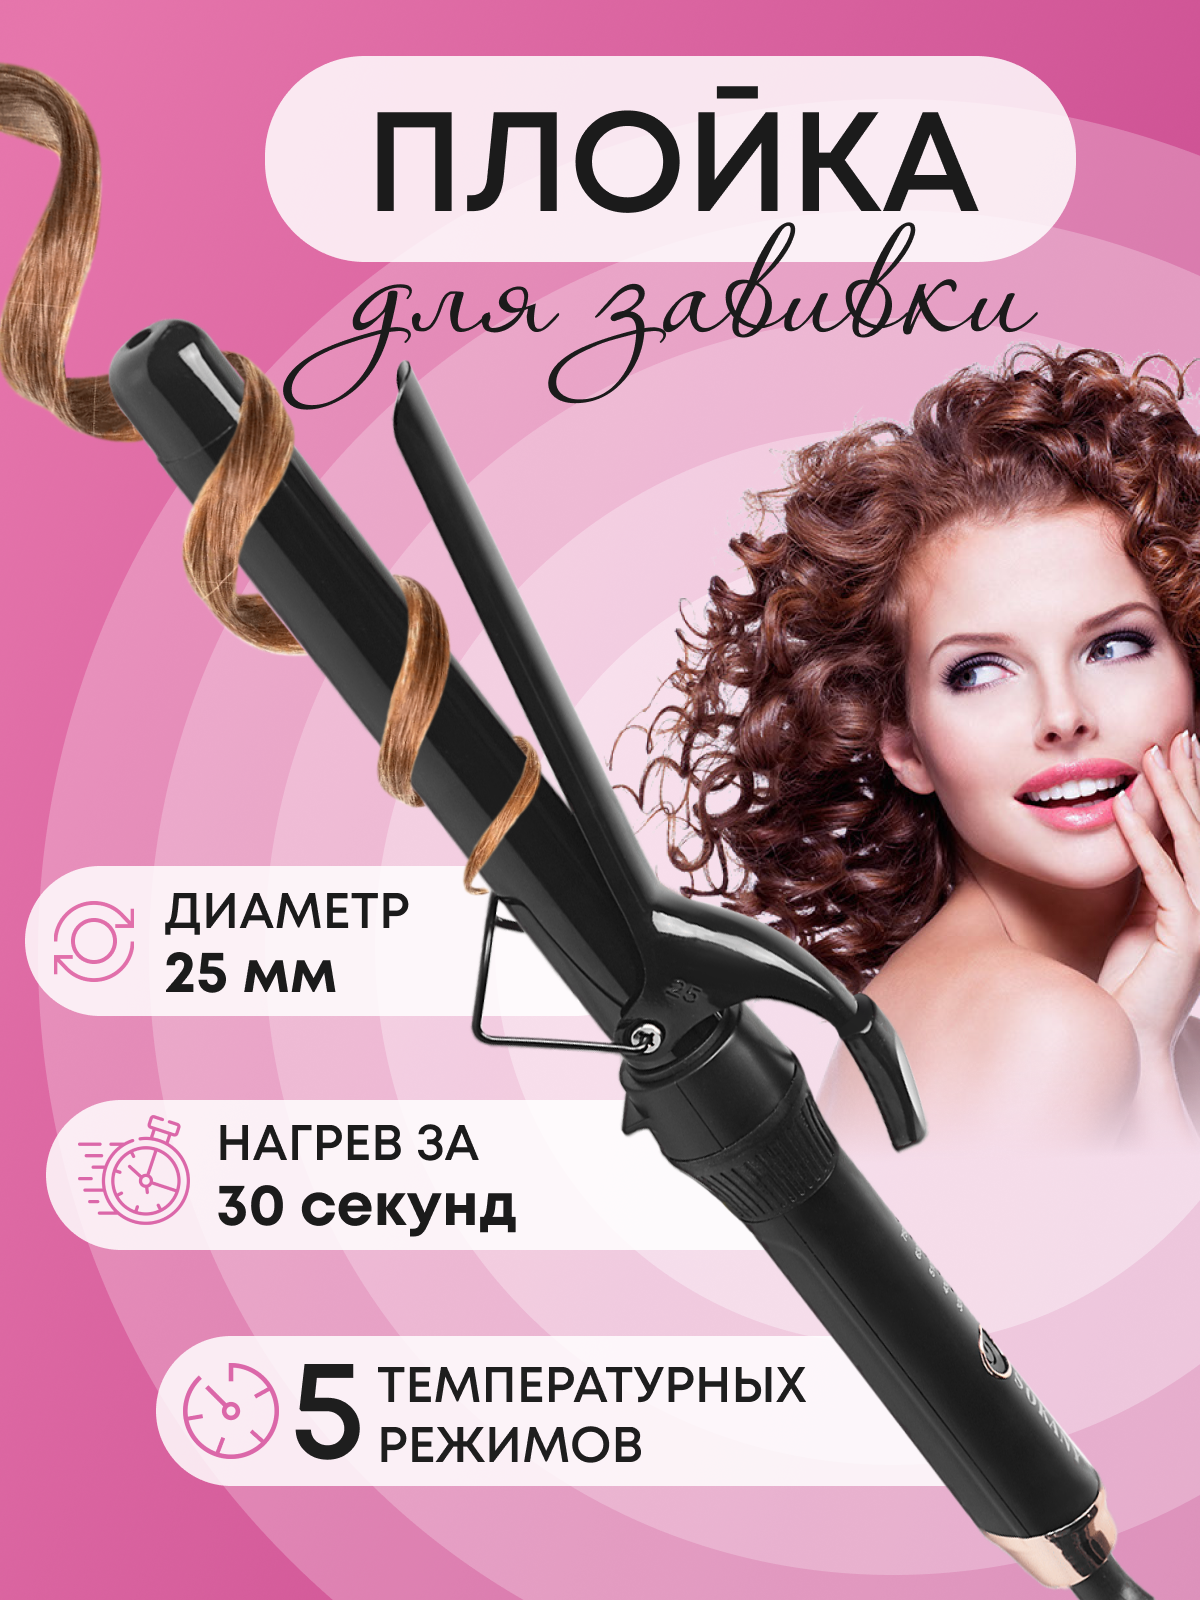 ПЛОЙКА
для завивки
ДИАМЕТР
25 мм
25
НАГРЕВ ЗА
30 секунд
5 ТЕМПЕРАТУРНЫХ
РЕЖИМОВ